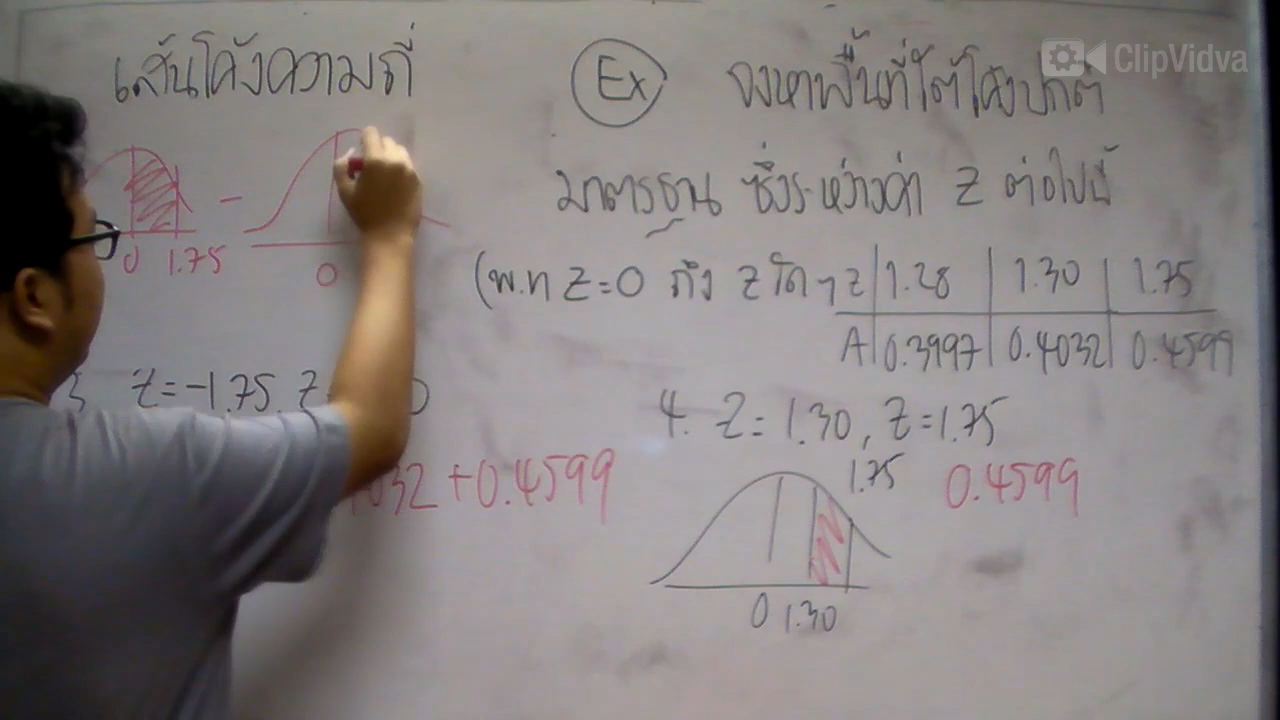 เส้นโค้งความถี่
Ex จงหาพื้นที่ใต้โค้งปกติ
มาตรฐาน ซึ่งระหว่างค่า Z ต่อไปนี้
(พ.ท Z=0 ถึง Z ใดๆ
Z 1.28 1.30 1.75
A 0.3997 0.4032 0.4599
0 1.75 - 0
3 Z=-1.75, Z
032+0.4599
4. Z=1.30, Z=1.75
1.75 0.4599
0 1.30
ClipVidva